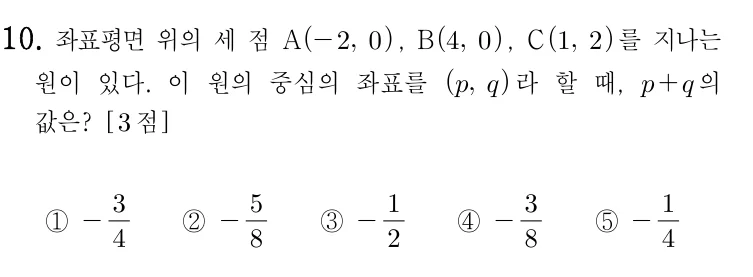 10. 좌표평면 위의 세 점 A(−2, 0), B(4, 0), C(1, 2)를 지나는
원이 있다. 이 원의 중심의 좌표를 (p, q)라 할 때, p+q의
값은? [3점]
① −3/4 ② −5/8 ③ −1/2 ④ −3/8 ⑤ −1/4